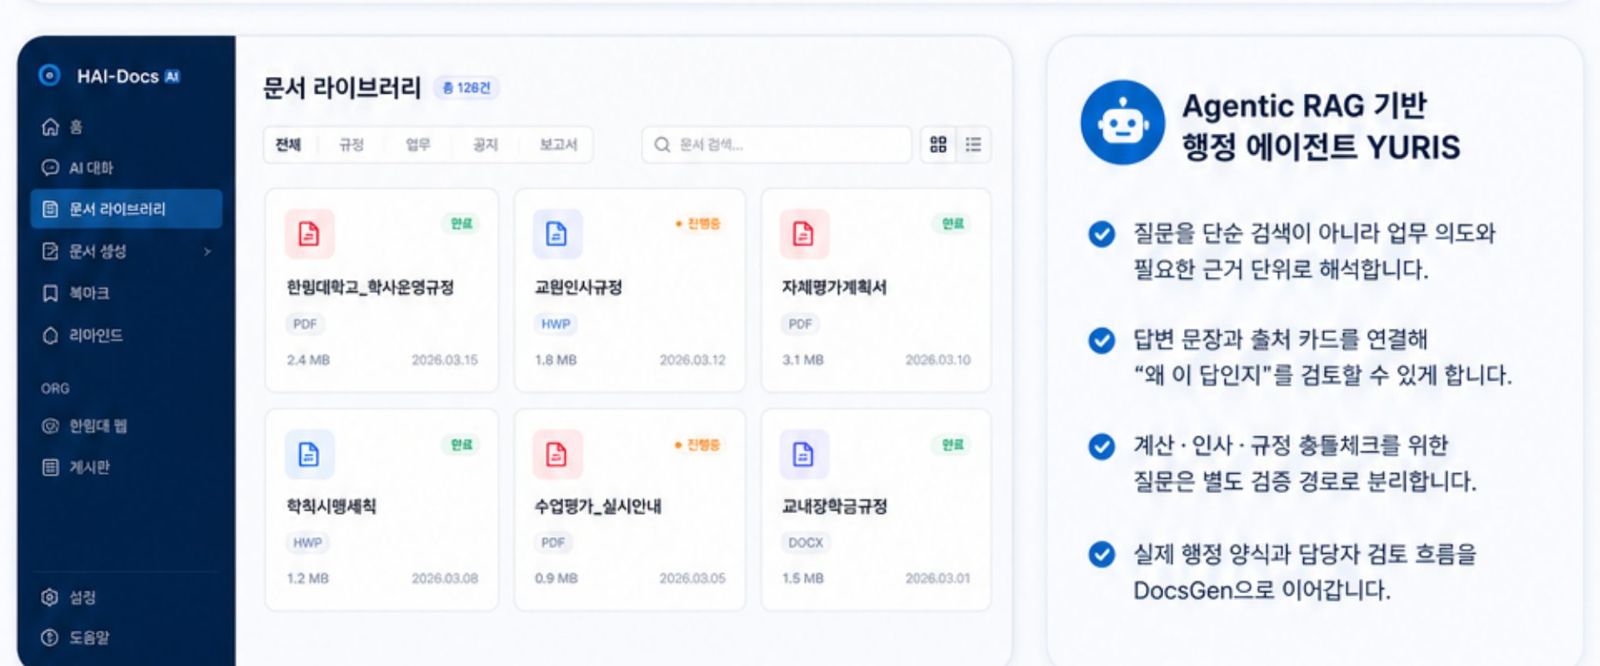 HAI-Docs AI
홈
AI 대화
문서 라이브러리
문서 생성
북마크
리마인드
ORG
한림대 웹
게시판
설정
도움말
문서 라이브러리
총 126건
전체
규정
업무
공지
보고서
문서 검색...
완료
한림대학교_학사운영규정
PDF
2.4 MB
2026.03.15
진행중
교원인사규정
HWP
1.8 MB
2026.03.12
완료
자체평가계획서
PDF
3.1 MB
2026.03.10
완료
학칙시행세칙
HWP
1.2 MB
2026.03.08
진행중
수업평가_실시안내
PDF
0.9 MB
2026.03.05
완료
교내장학금규정
DOCX
1.5 MB
2026.03.01
Agentic RAG 기반
행정 에이전트 YURIS
질문을 단순 검색이 아니라 업무 의도와
필요한 근거 단위로 해석합니다.
답변 문장과 출처 카드를 연결해
“왜 이 답인지”를 검토할 수 있게 합니다.
계산 · 인사 · 규정 충돌체크를 위한
질문은 별도 검증 경로로 분리합니다.
실제 행정 양식과 담당자 검토 흐름을
DocsGen으로 이어갑니다.